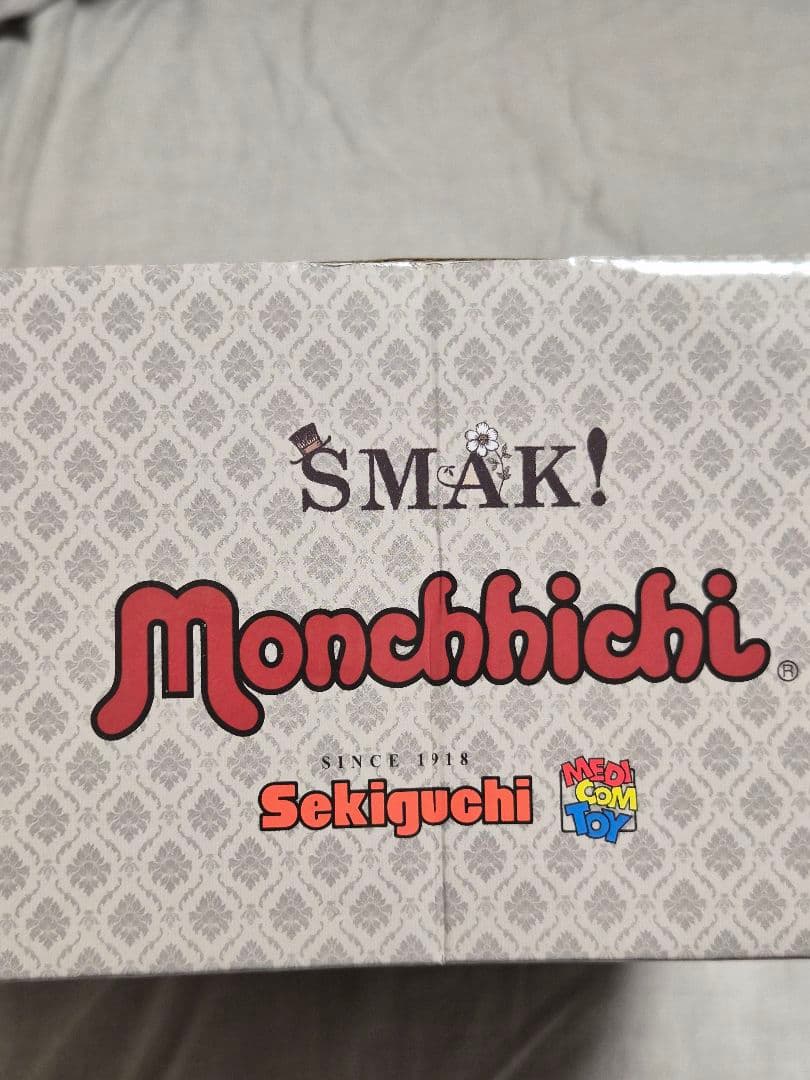 SMAK!
Monchhichi®
SINCE 1918
Sekiguchi
MEDI
COM
TOY